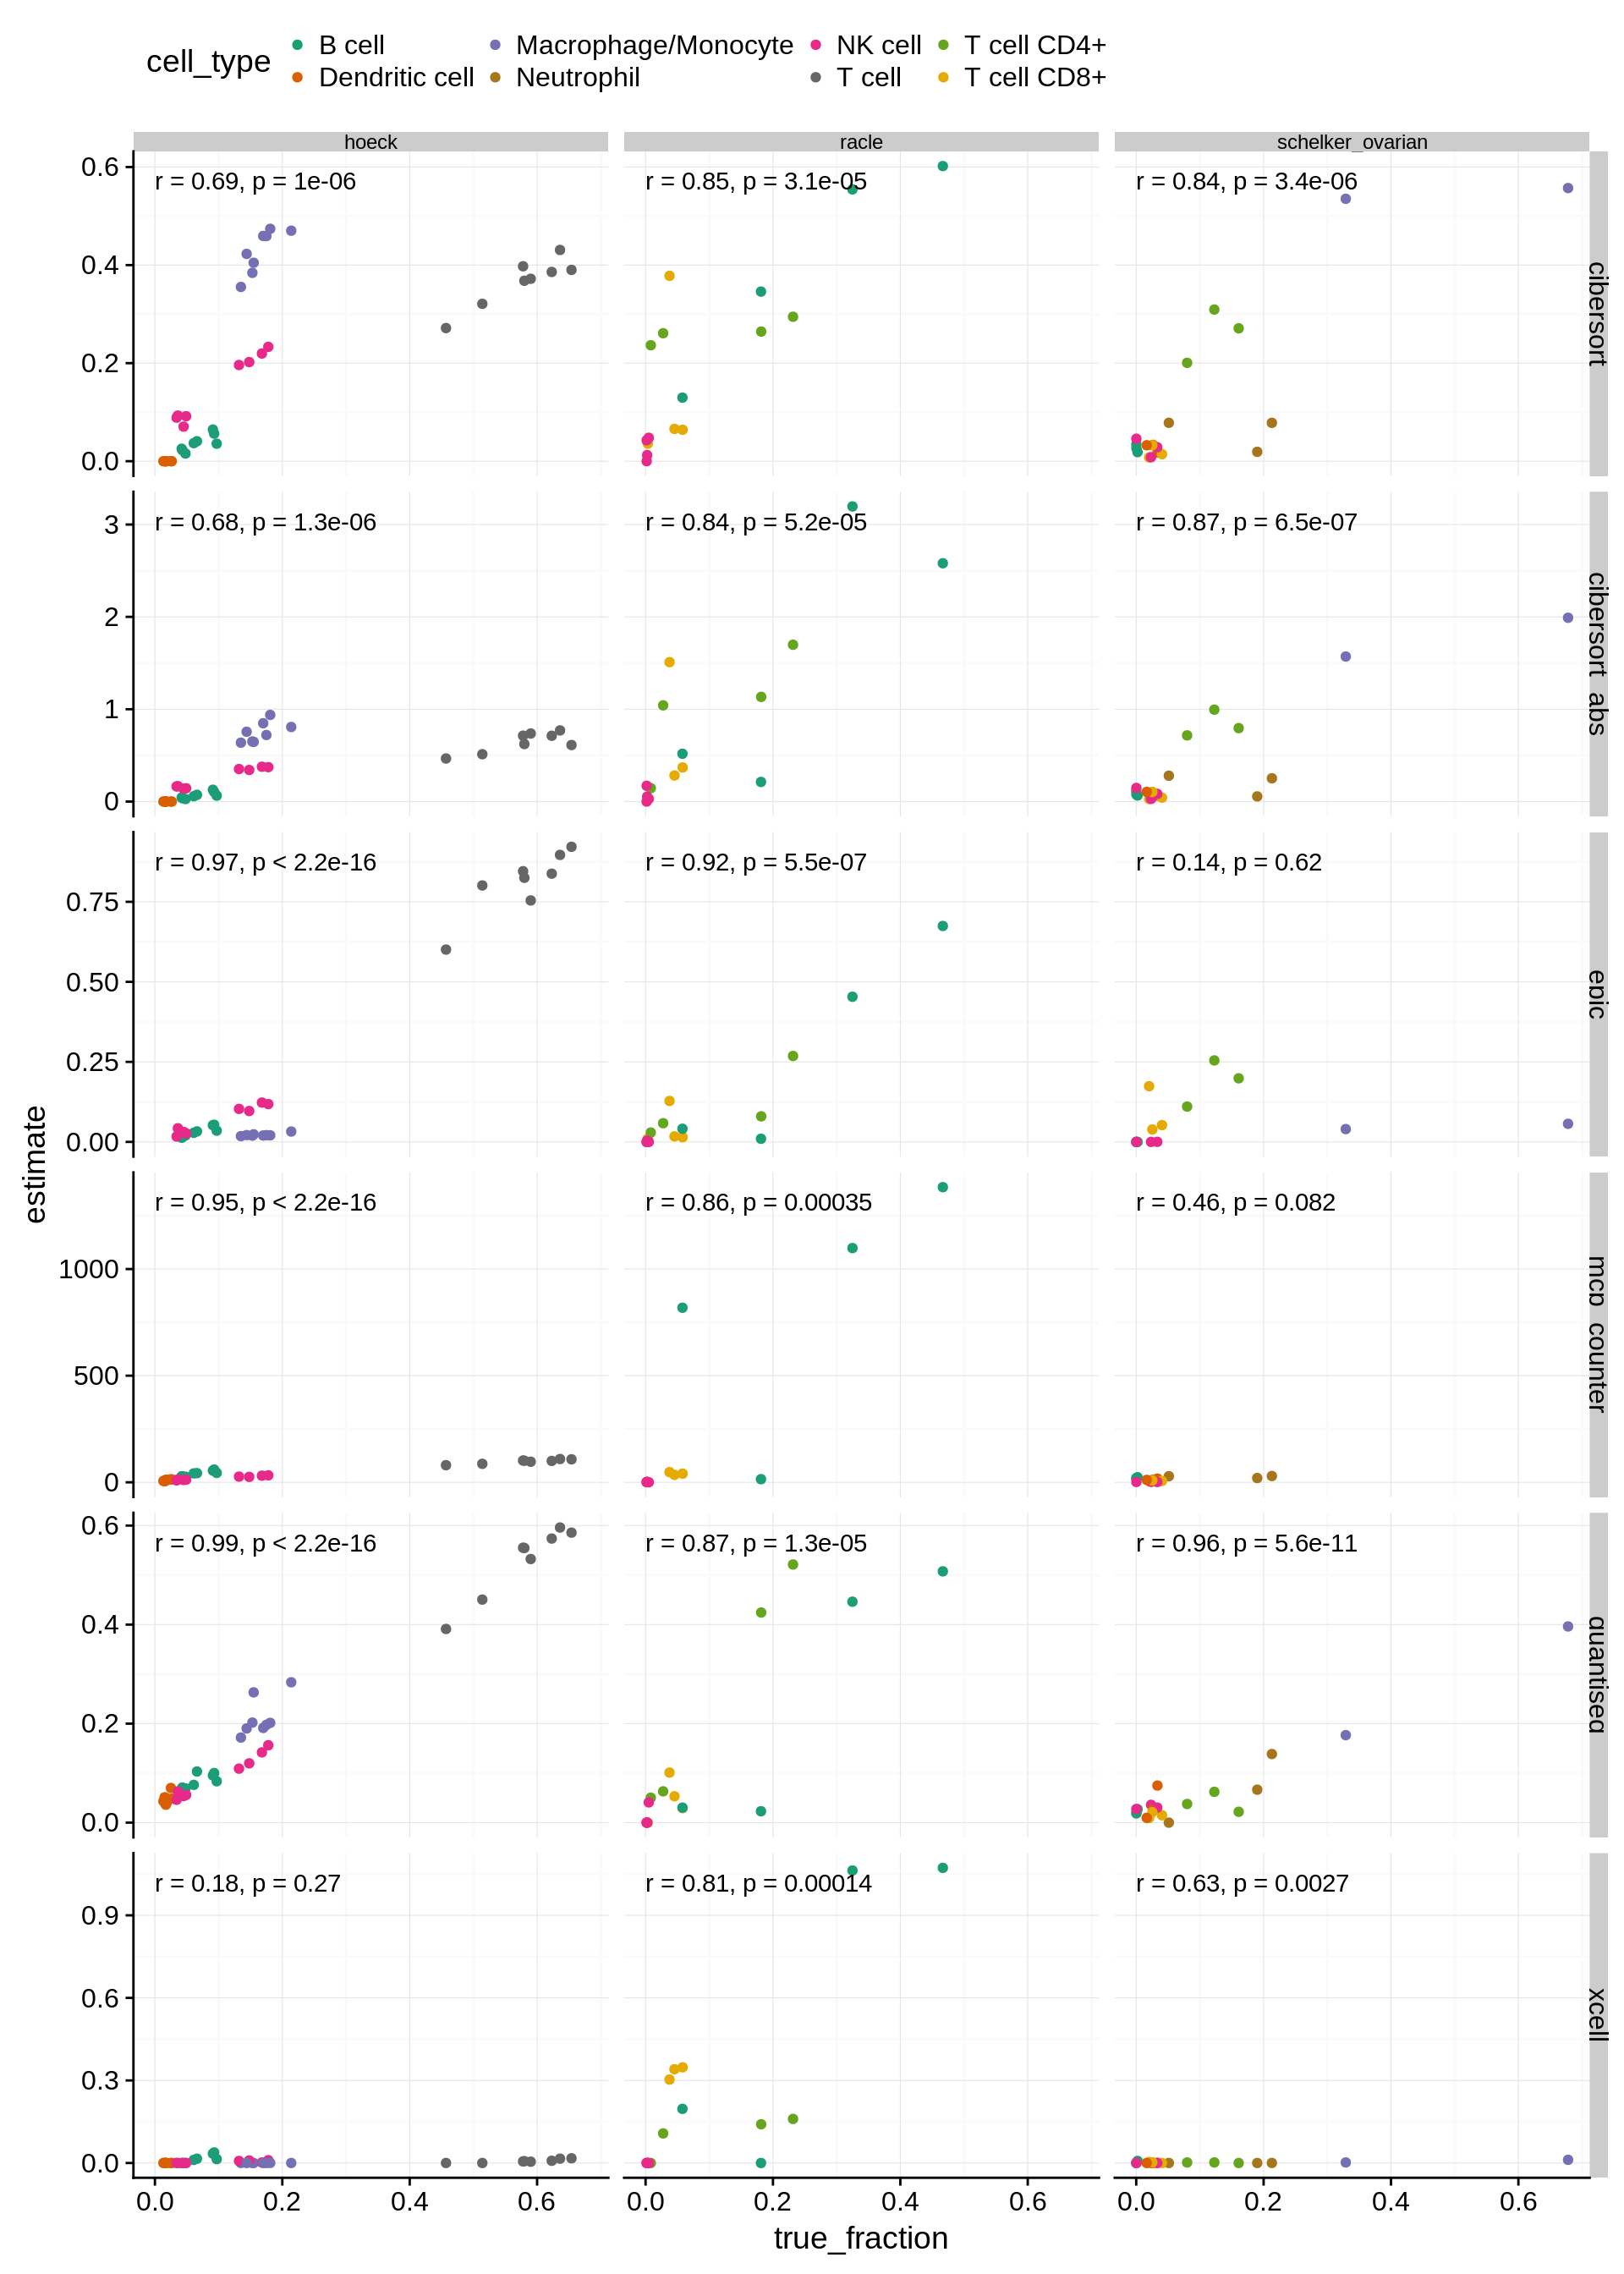 cell_type
B cell
Macrophage/Monocyte
NK cell
T cell CD4+
Dendritic cell
Neutrophil
T cell
T cell CD8+
hoeck
racle
schelker_ovarian
0.6
0.4
0.2
0.0
r = 0.69, p = 1e-06
r = 0.85, p = 3.1e-05
r = 0.84, p = 3.4e-06
cibersort
3
2
1
0
r = 0.68, p = 1.3e-06
r = 0.84, p = 5.2e-05
r = 0.87, p = 6.5e-07
cibersort_abs
0.75
0.50
0.25
0.00
r = 0.97, p < 2.2e-16
r = 0.92, p = 5.5e-07
r = 0.14, p = 0.62
epic
estimate
1000
500
0
r = 0.95, p < 2.2e-16
r = 0.86, p = 0.00035
r = 0.46, p = 0.082
mcp_counter
0.6
0.4
0.2
0.0
r = 0.99, p < 2.2e-16
r = 0.87, p = 1.3e-05
r = 0.96, p = 5.6e-11
quantiseq
0.9
0.6
0.3
0.0
r = 0.18, p = 0.27
r = 0.81, p = 0.00014
r = 0.63, p = 0.0027
xcell
0.0 0.2 0.4 0.6
0.0 0.2 0.4 0.6
0.0 0.2 0.4 0.6
true_fraction